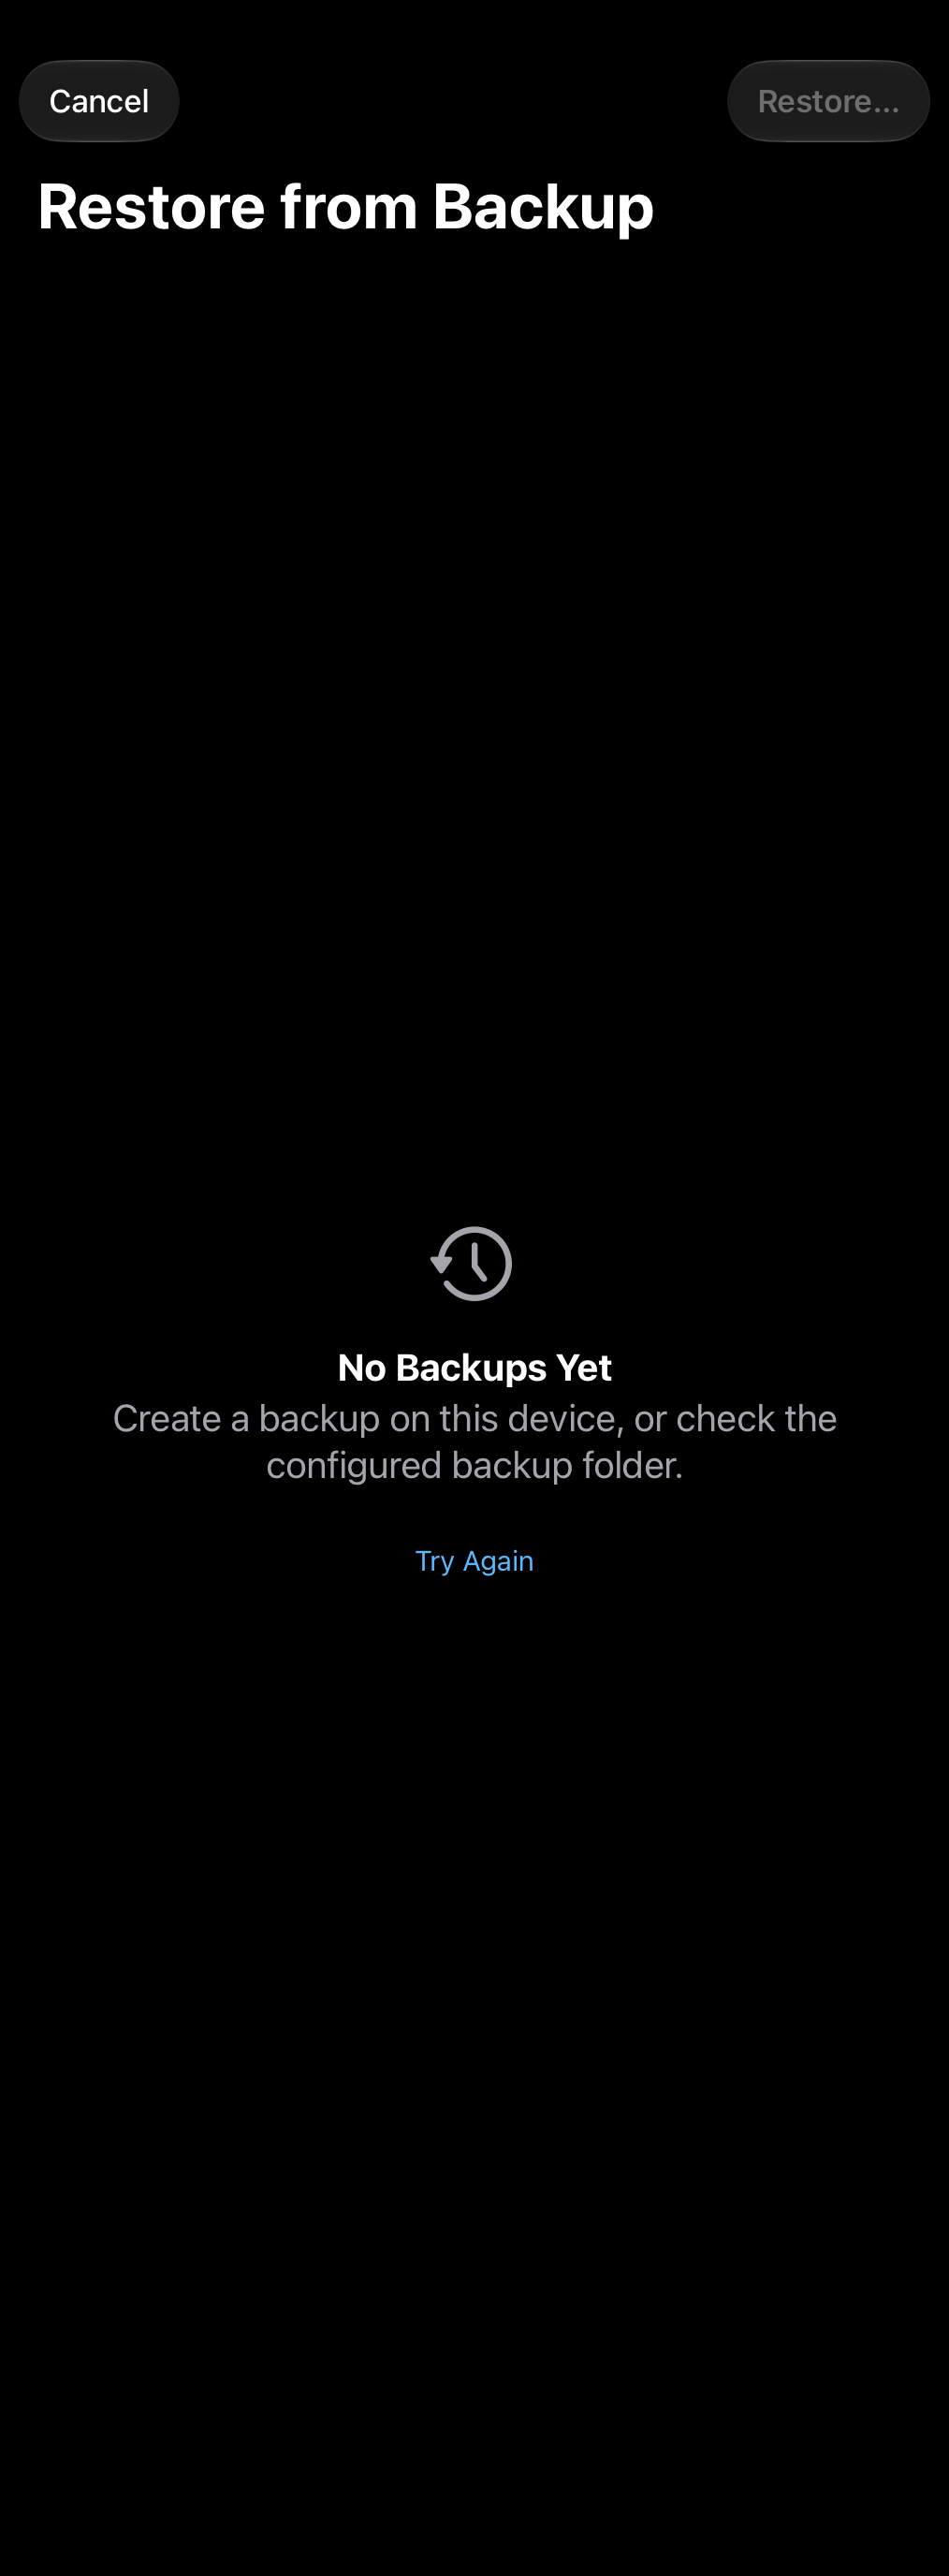 Cancel
Restore...
Restore from Backup
No Backups Yet
Create a backup on this device, or check the
configured backup folder.
Try Again